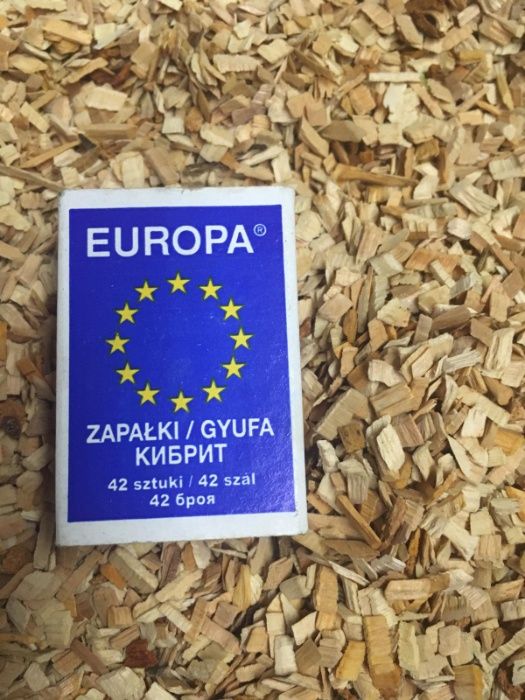 EUROPA®
ZAPAŁKI / GYUFA
КИБРИТ
42 sztuki / 42 szál
42 броя